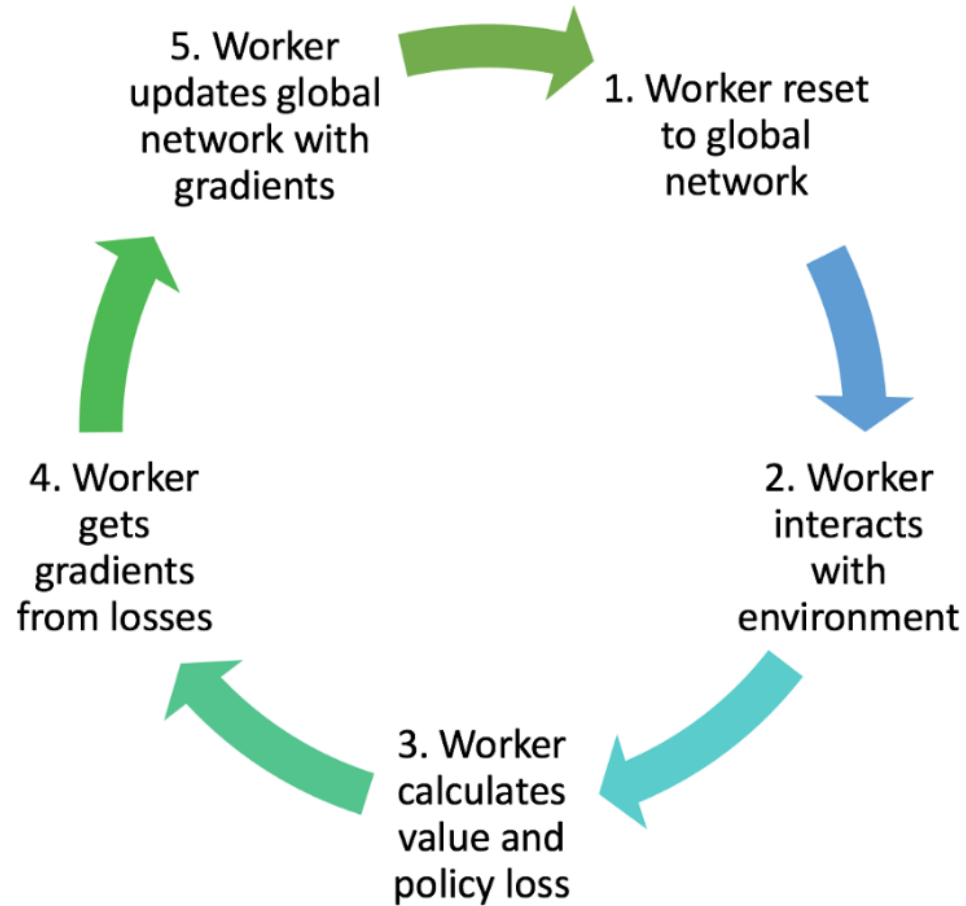 5. Worker
updates global
network with
gradients
1. Worker reset
to global
network
2. Worker
interacts
with
environment
3. Worker
calculates
value and
policy loss
4. Worker
gets
gradients
from losses